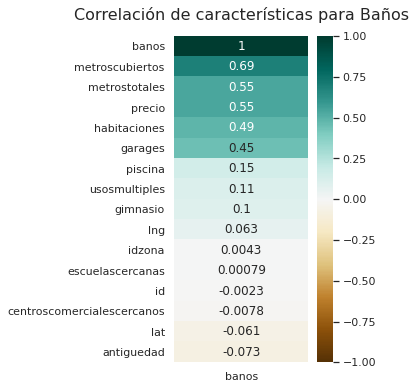 Correlación de características para Baños
banos 1
metroscubiertos 0.69
metrostotales 0.55
precio 0.55
habitaciones 0.49
garages 0.45
piscina 0.15
usosmultiples 0.11
gimnasio 0.1
lng 0.063
idzona 0.0043
escuelascercanas 0.00079
id -0.0023
centroscomercialescercanos -0.0078
lat -0.061
antiguedad -0.073
banos
1.00
0.75
0.50
0.25
0.00
−0.25
−0.50
−0.75
−1.00